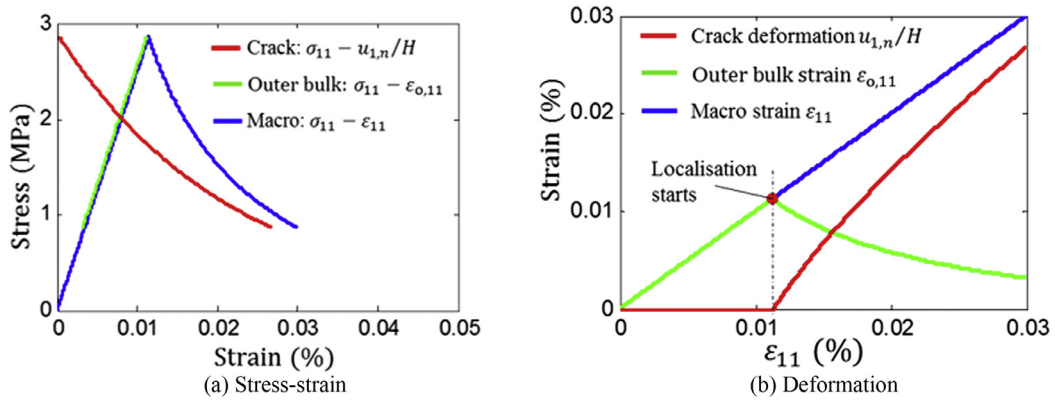 3
2
1
0
Stress (MPa)
Crack: σ₁₁ − u₁,ₙ/H
Outer bulk: σ₁₁ − εₒ,₁₁
Macro: σ₁₁ − ε₁₁
0 0.01 0.02 0.03 0.04 0.05
Strain (%)
(a) Stress-strain
0.03
0.02
0.01
0
Strain (%)
Crack deformation u₁,ₙ/H
Outer bulk strain εₒ,₁₁
Macro strain ε₁₁
Localisation
starts
0 0.01 0.02 0.03
ε₁₁ (%)
(b) Deformation